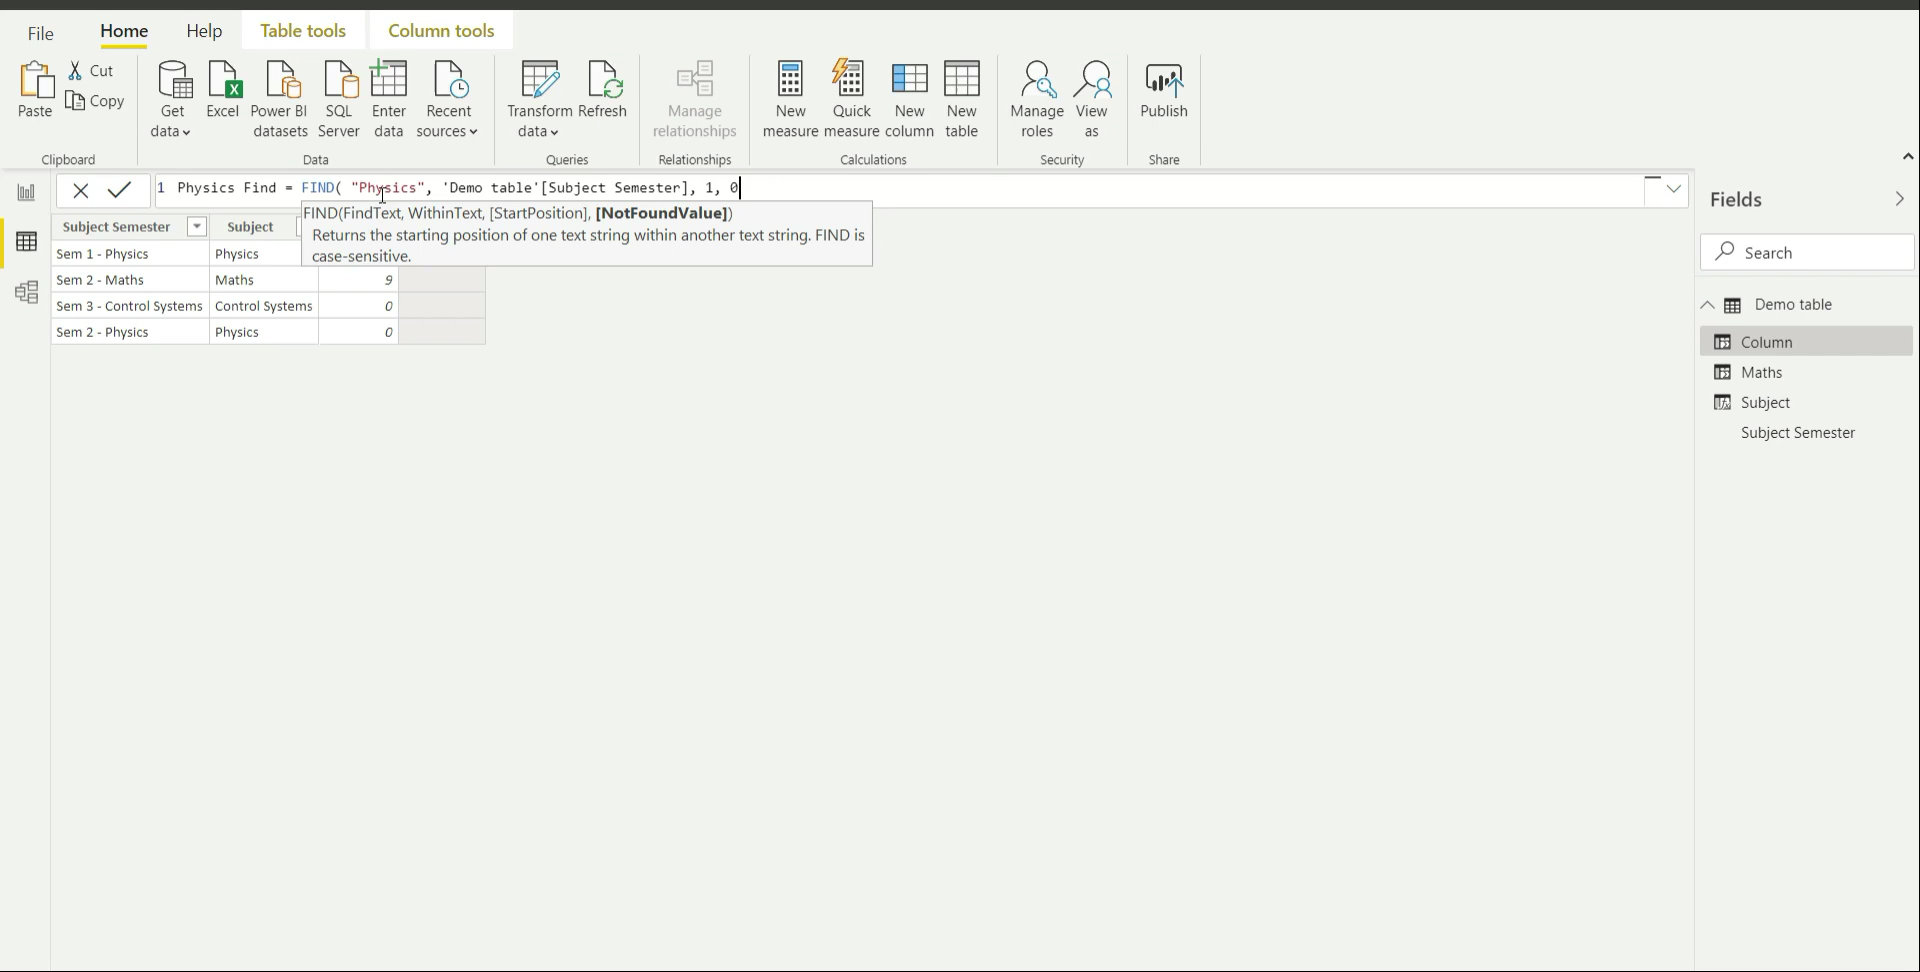 File Home Help Table tools Column tools
Paste Cut Copy
Get data Excel Power BI datasets SQL Server Enter data Recent sources
Transform data Refresh
Manage relationships
New measure Quick measure New column New table
Manage roles View as
Publish
Clipboard Data Queries Relationships Calculations Security Share
1 Physics Find = FIND( "Physics", 'Demo table'[Subject Semester], 1, 0
FIND(FindText, WithinText, [StartPosition], [NotFoundValue])
Returns the starting position of one text string within another text string. FIND is
case-sensitive.
Subject Semester Subject
Sem 1 - Physics Physics
Sem 2 - Maths Maths 9
Sem 3 - Control Systems Control Systems 0
Sem 2 - Physics Physics 0
Fields
Search
Demo table
Column
Maths
Subject
Subject Semester